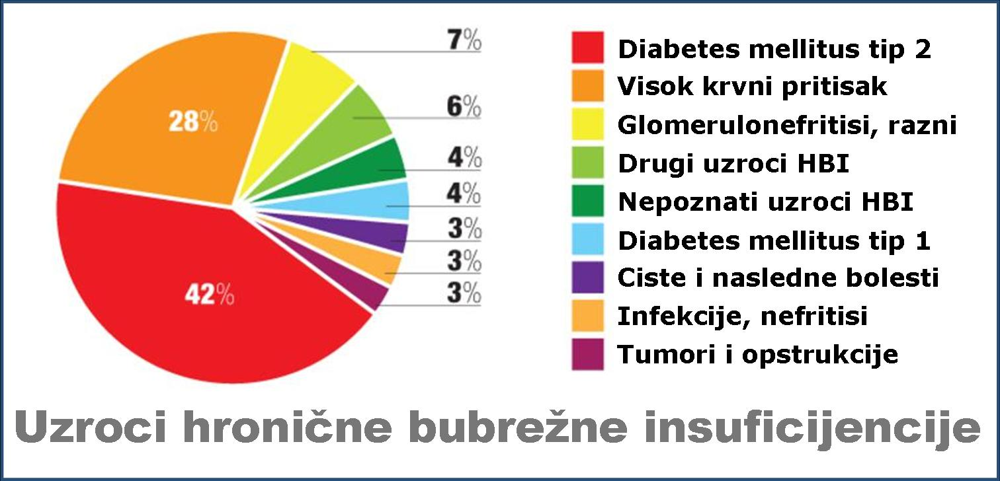 7%
6%
4%
4%
3%
3%
3%
28%
42%
Diabetes mellitus tip 2
Visok krvni pritisak
Glomerulonefritisi, razni
Drugi uzroci HBI
Nepoznati uzroci HBI
Diabetes mellitus tip 1
Ciste i nasledne bolesti
Infekcije, nefritisi
Tumori i opstrukcije
Uzroci hronične bubrežne insuficijencije